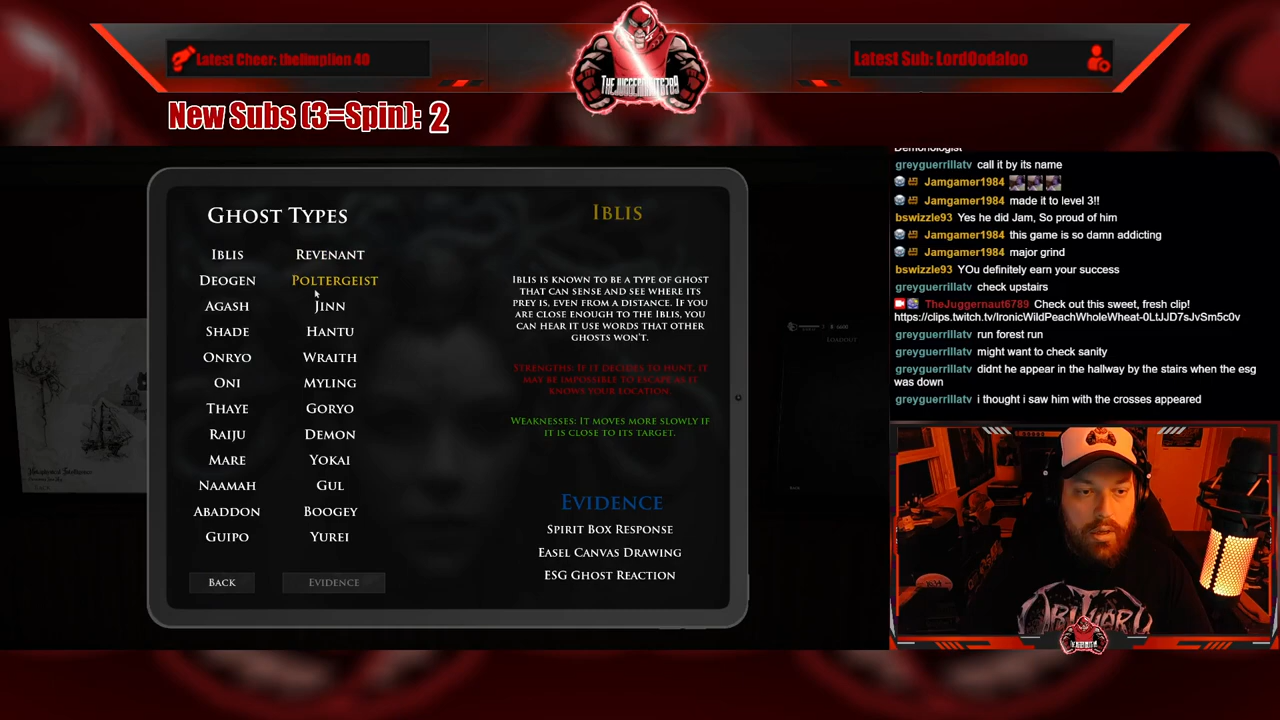 Latest Cheer: thelimption 40
THEJUGGERNAUT6789
Latest Sub: LordOodaloo
New Subs (3=Spin): 2
Ghost Types
Iblis
Revenant
Deogen
Poltergeist
Agash
Jinn
Shade
Hantu
Onryo
Wraith
Oni
Myling
Thaye
Goryo
Raiju
Demon
Mare
Yokai
Naamah
Gul
Abaddon
Boogey
Guipo
Yurei
Back
Evidence
Iblis
Iblis is known to be a type of ghost
that can sense and see where its
prey is, even from a distance. If you
are close enough to the Iblis, you
can hear it use words that other
ghosts won't.
Strengths: If it decides to hunt, it
may be impossible to escape as it
knows your location
Weaknesses: It moves more slowly if
it is close to its target.
Evidence
Spirit Box Response
Easel Canvas Drawing
ESG Ghost Reaction
Loadout
Demonologist
greyguerrillatv call it by its name
Jamgamer1984
Jamgamer1984 made it to level 3!!
bswizzle93 Yes he did Jam, So proud of him
Jamgamer1984 this game is so damn addicting
Jamgamer1984 major grind
bswizzle93 YOu definitely earn your success
greyguerrillatv check upstairs
TheJuggernaut6789 Check out this sweet, fresh clip!
https://clips.twitch.tv/IronicWildPeachWholeWheat-0LtJJD7sJvSm5c0v
greyguerrillatv run forest run
greyguerrillatv might want to check sanity
greyguerrillatv didnt he appear in the hallway by the stairs when the esg
was down
greyguerrillatv i thought i saw him with the crosses appeared